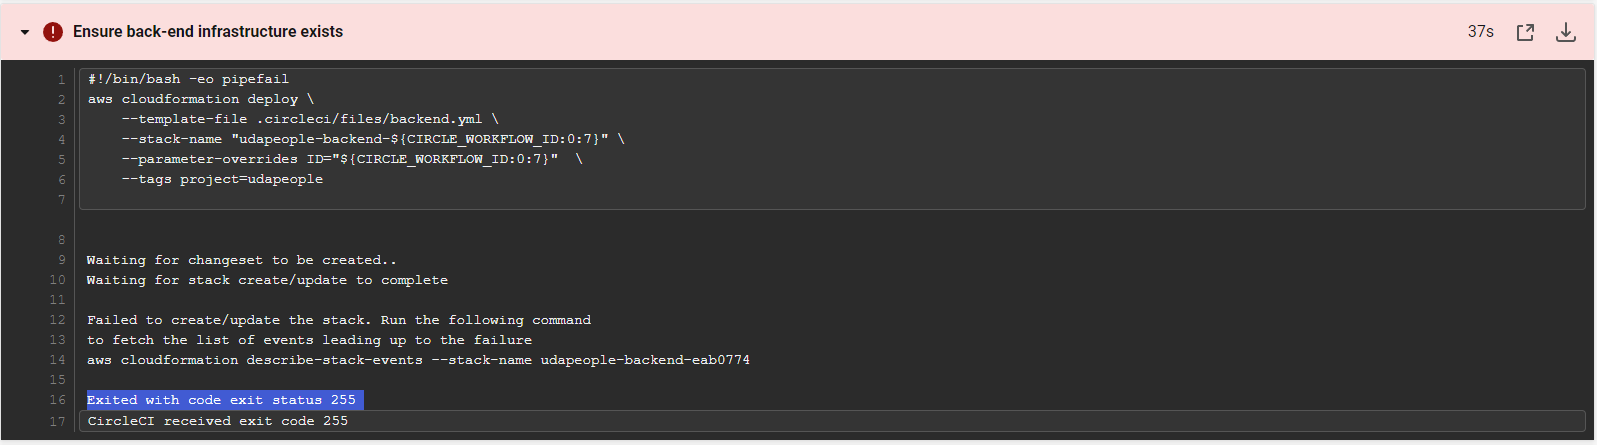 Ensure back-end infrastructure exists
37s
1 #!/bin/bash -eo pipefail
2 aws cloudformation deploy \
3 --template-file .circleci/files/backend.yml \
4 --stack-name "udapeople-backend-${CIRCLE_WORKFLOW_ID:0:7}" \
5 --parameter-overrides ID="${CIRCLE_WORKFLOW_ID:0:7}"  \
6 --tags project=udapeople
7
8
9 Waiting for changeset to be created..
10 Waiting for stack create/update to complete
11
12 Failed to create/update the stack. Run the following command
13 to fetch the list of events leading up to the failure
14 aws cloudformation describe-stack-events --stack-name udapeople-backend-eab0774
15
16 Exited with code exit status 255
17 CircleCI received exit code 255